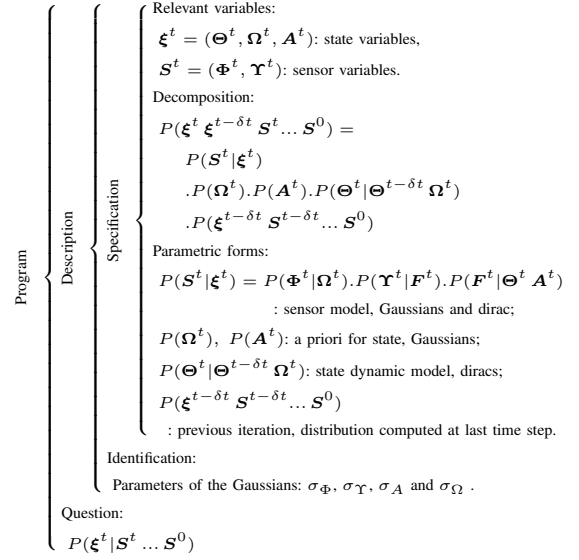 Relevant variables:
ξ^t = (Θ^t, Ω^t, A^t): state variables,
S^t = (Φ^t, Υ^t): sensor variables.
Decomposition:
P(ξ^t ξ^{t−δt} S^t... S^0) =
P(S^t|ξ^t)
.P(Ω^t).P(A^t).P(Θ^t|Θ^{t−δt} Ω^t)
.P(ξ^{t−δt} S^{t−δt}... S^0)
Parametric forms:
P(S^t|ξ^t) = P(Φ^t|Ω^t).P(Υ^t|F^t).P(F^t|Θ^t A^t)
: sensor model, Gaussians and dirac;
P(Ω^t), P(A^t): a priori for state, Gaussians;
P(Θ^t|Θ^{t−δt} Ω^t): state dynamic model, diracs;
P(ξ^{t−δt} S^{t−δt}... S^0)
: previous iteration, distribution computed at last time step.
Specification
Identification:
Parameters of the Gaussians: σ_Φ, σ_Υ, σ_A and σ_Ω .
Description
Question:
P(ξ^t|S^t ... S^0)
Program